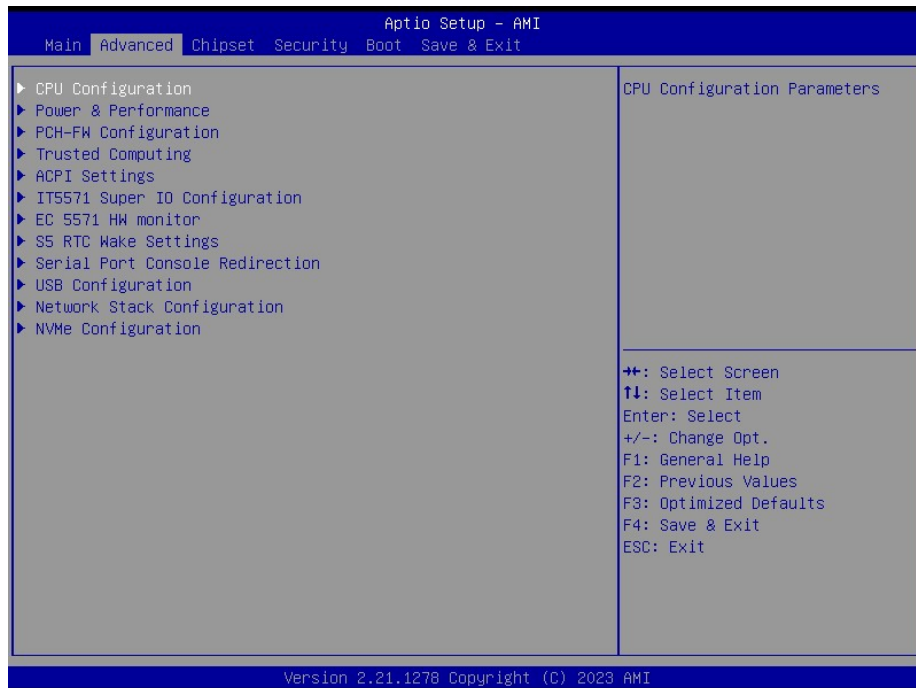 Aptio Setup – AMI
Main Advanced Chipset Security Boot Save & Exit
▶ CPU Configuration
▶ Power & Performance
▶ PCH-FW Configuration
▶ Trusted Computing
▶ ACPI Settings
▶ IT5571 Super IO Configuration
▶ EC 5571 HW monitor
▶ S5 RTC Wake Settings
▶ Serial Port Console Redirection
▶ USB Configuration
▶ Network Stack Configuration
▶ NVMe Configuration
CPU Configuration Parameters
→←: Select Screen
↑↓: Select Item
Enter: Select
+/-: Change Opt.
F1: General Help
F2: Previous Values
F3: Optimized Defaults
F4: Save & Exit
ESC: Exit
Version 2.21.1278 Copyright (C) 2023 AMI